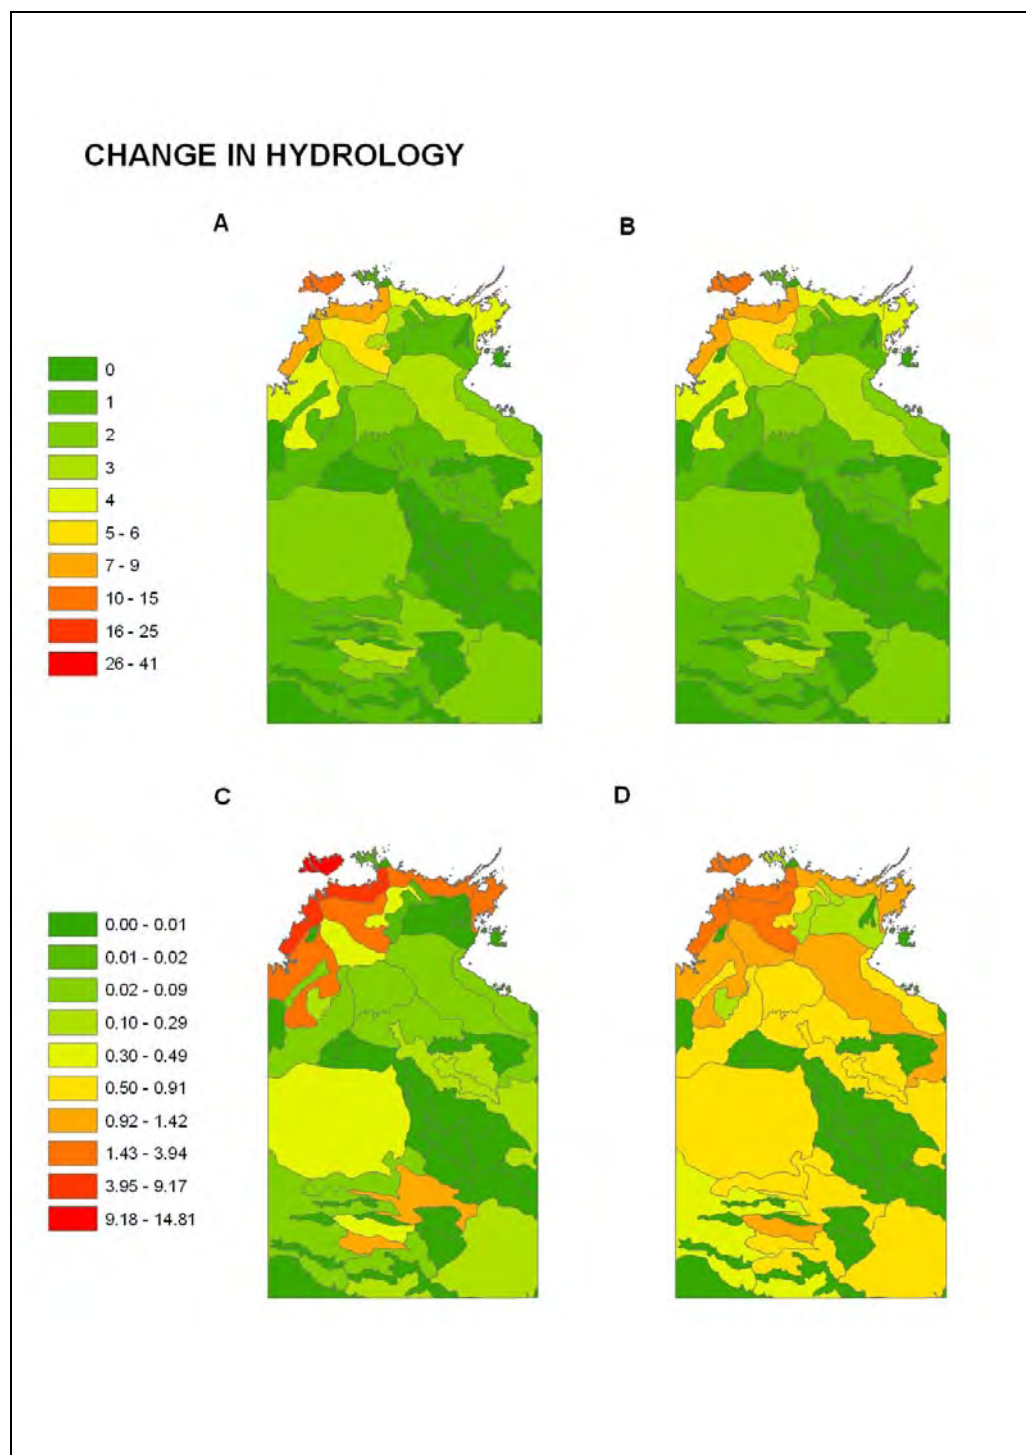 CHANGE IN HYDROLOGY
A
B
0
1
2
3
4
5 - 6
7 - 9
10 - 15
16 - 25
26 - 41
C
D
0.00 - 0.01
0.01 - 0.02
0.02 - 0.09
0.10 - 0.29
0.30 - 0.49
0.50 - 0.91
0.92 - 1.42
1.43 - 3.94
3.95 - 9.17
9.18 - 14.81